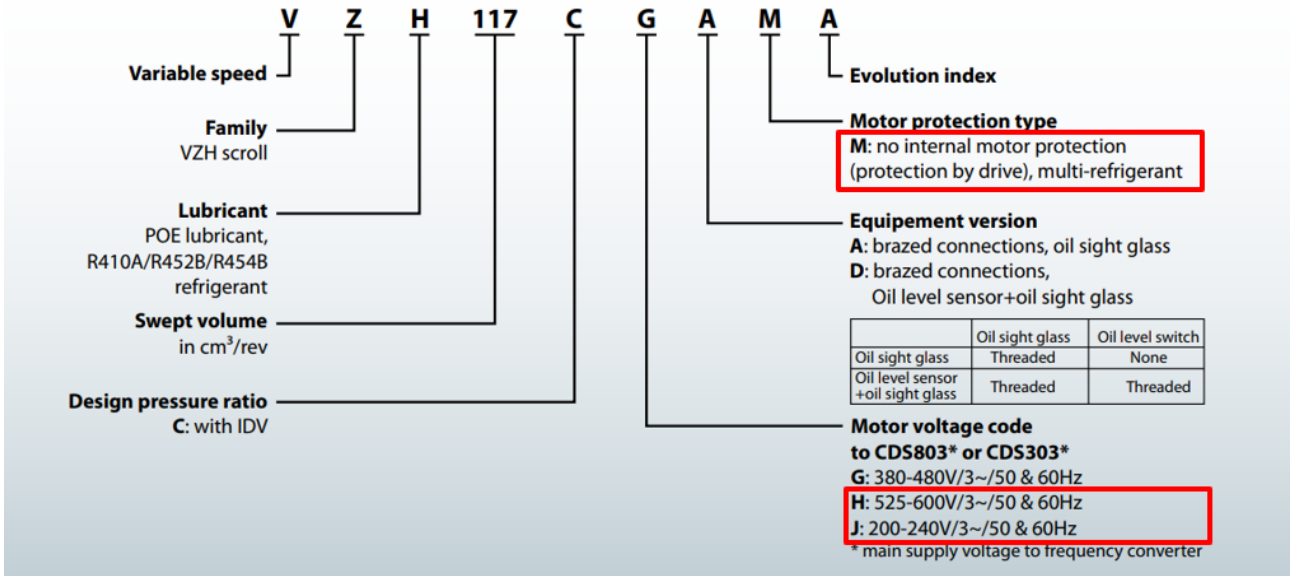 V Z H 117 C G A M A
Variable speed
Family
VZH scroll
Lubricant
POE lubricant,
R410A/R452B/R454B
refrigerant
Swept volume
in cm³/rev
Design pressure ratio
C: with IDV
Evolution index
Motor protection type
M: no internal motor protection
(protection by drive), multi-refrigerant
Equipement version
A: brazed connections, oil sight glass
D: brazed connections,
Oil level sensor+oil sight glass
Oil sight glass Oil level switch
Oil sight glass Threaded None
Oil level sensor
+oil sight glass Threaded Threaded
Motor voltage code
to CDS803* or CDS303*
G: 380-480V/3~/50 & 60Hz
H: 525-600V/3~/50 & 60Hz
J: 200-240V/3~/50 & 60Hz
* main supply voltage to frequency converter